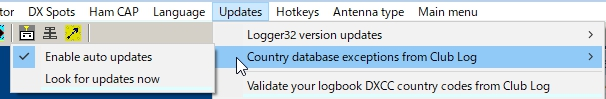 tor DX Spots Ham CAP Language Updates Hotkeys Antenna type Main menu
Logger32 version updates
Enable auto updates
Country database exceptions from Club Log
Look for updates now
Validate your logbook DXCC country codes from Club Log